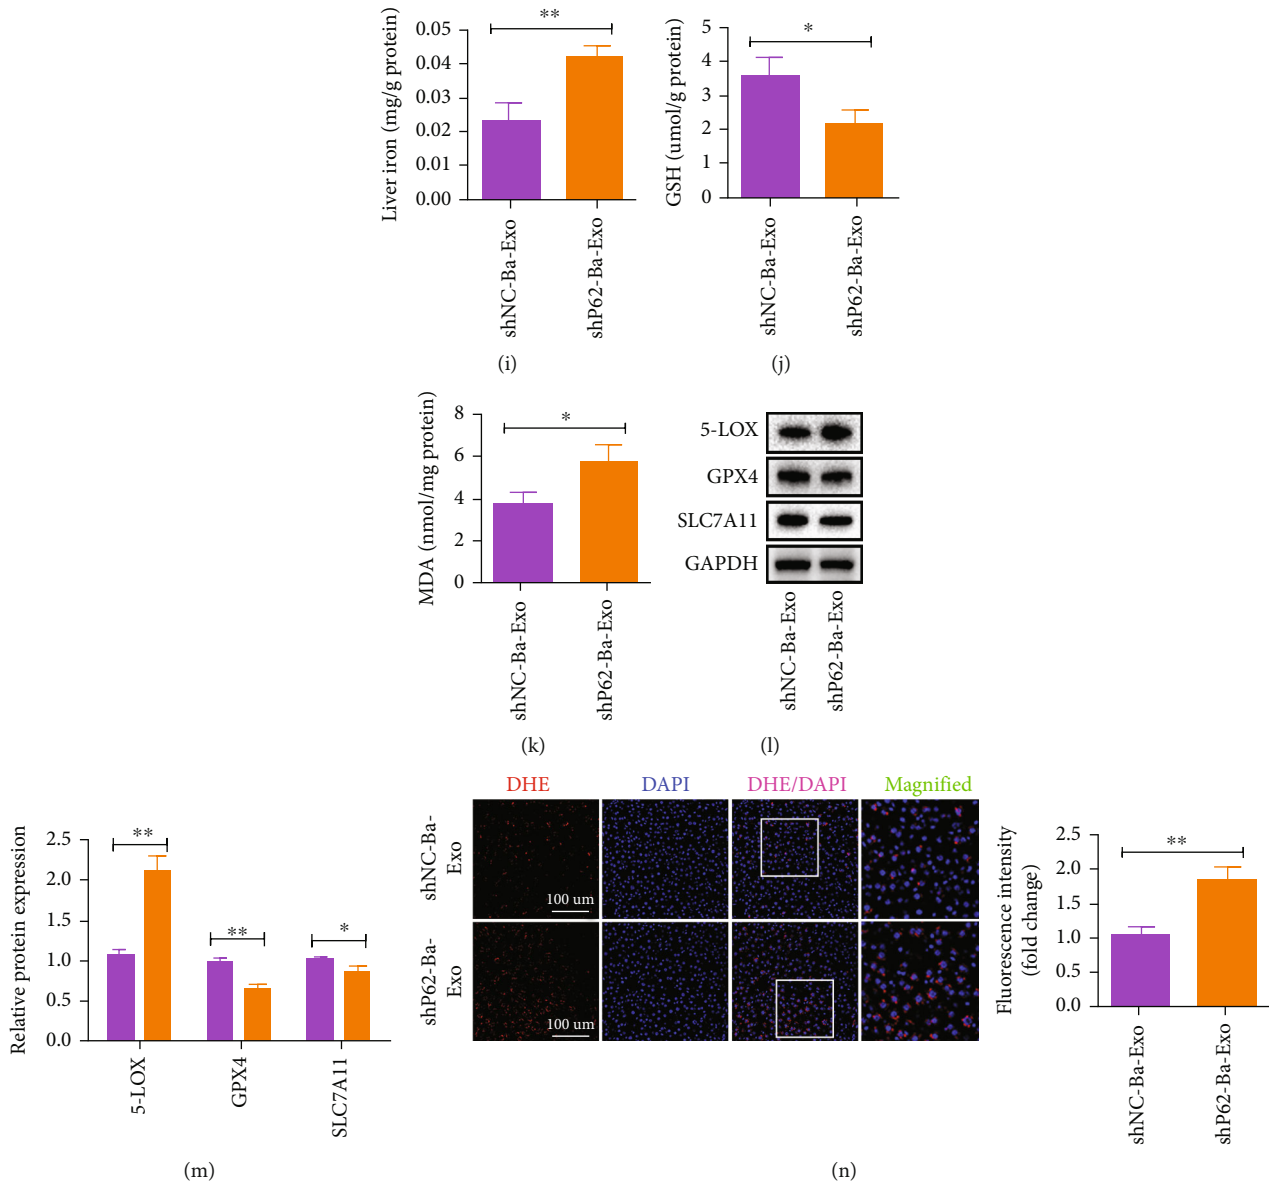 Liver iron (mg/g protein)
0.05
0.04
0.03
0.02
0.01
0.00
**
shNC-Ba-Exo
shP62-Ba-Exo
(i)
GSH (umol/g protein)
5
4
3
2
1
0
*
shNC-Ba-Exo
shP62-Ba-Exo
(j)
MDA (nmol/mg protein)
8
6
4
2
0
*
shNC-Ba-Exo
shP62-Ba-Exo
(k)
5-LOX
GPX4
SLC7A11
GAPDH
shNC-Ba-Exo
shP62-Ba-Exo
(l)
Relative protein expression
2.5
2.0
1.5
1.0
0.5
0.0
**
**
*
5-LOX
GPX4
SLC7A11
(m)
DHE
DAPI
DHE/DAPI
Magnified
shNC-Ba-
Exo
100 um
shP62-Ba-
Exo
100 um
Fluorescence intensity
(fold change)
2.5
2.0
1.5
1.0
0.5
0.0
**
shNC-Ba-Exo
shP62-Ba-Exo
(n)